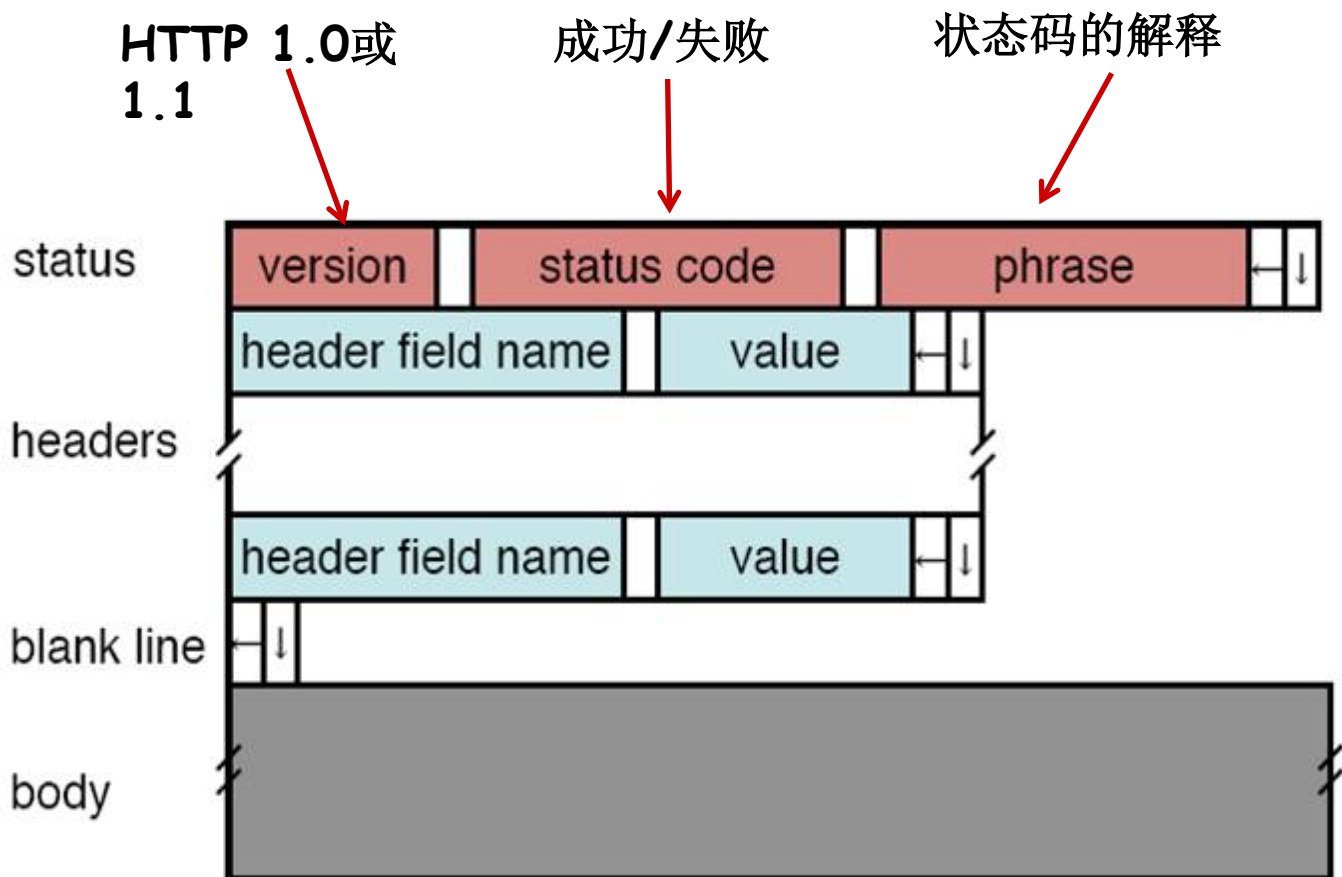 HTTP 1.0或
1.1
成功/失败
状态码的解释
status
version
status code
phrase
←
↓
header field name
value
←
↓
headers
header field name
value
←
↓
blank line
←
↓
body